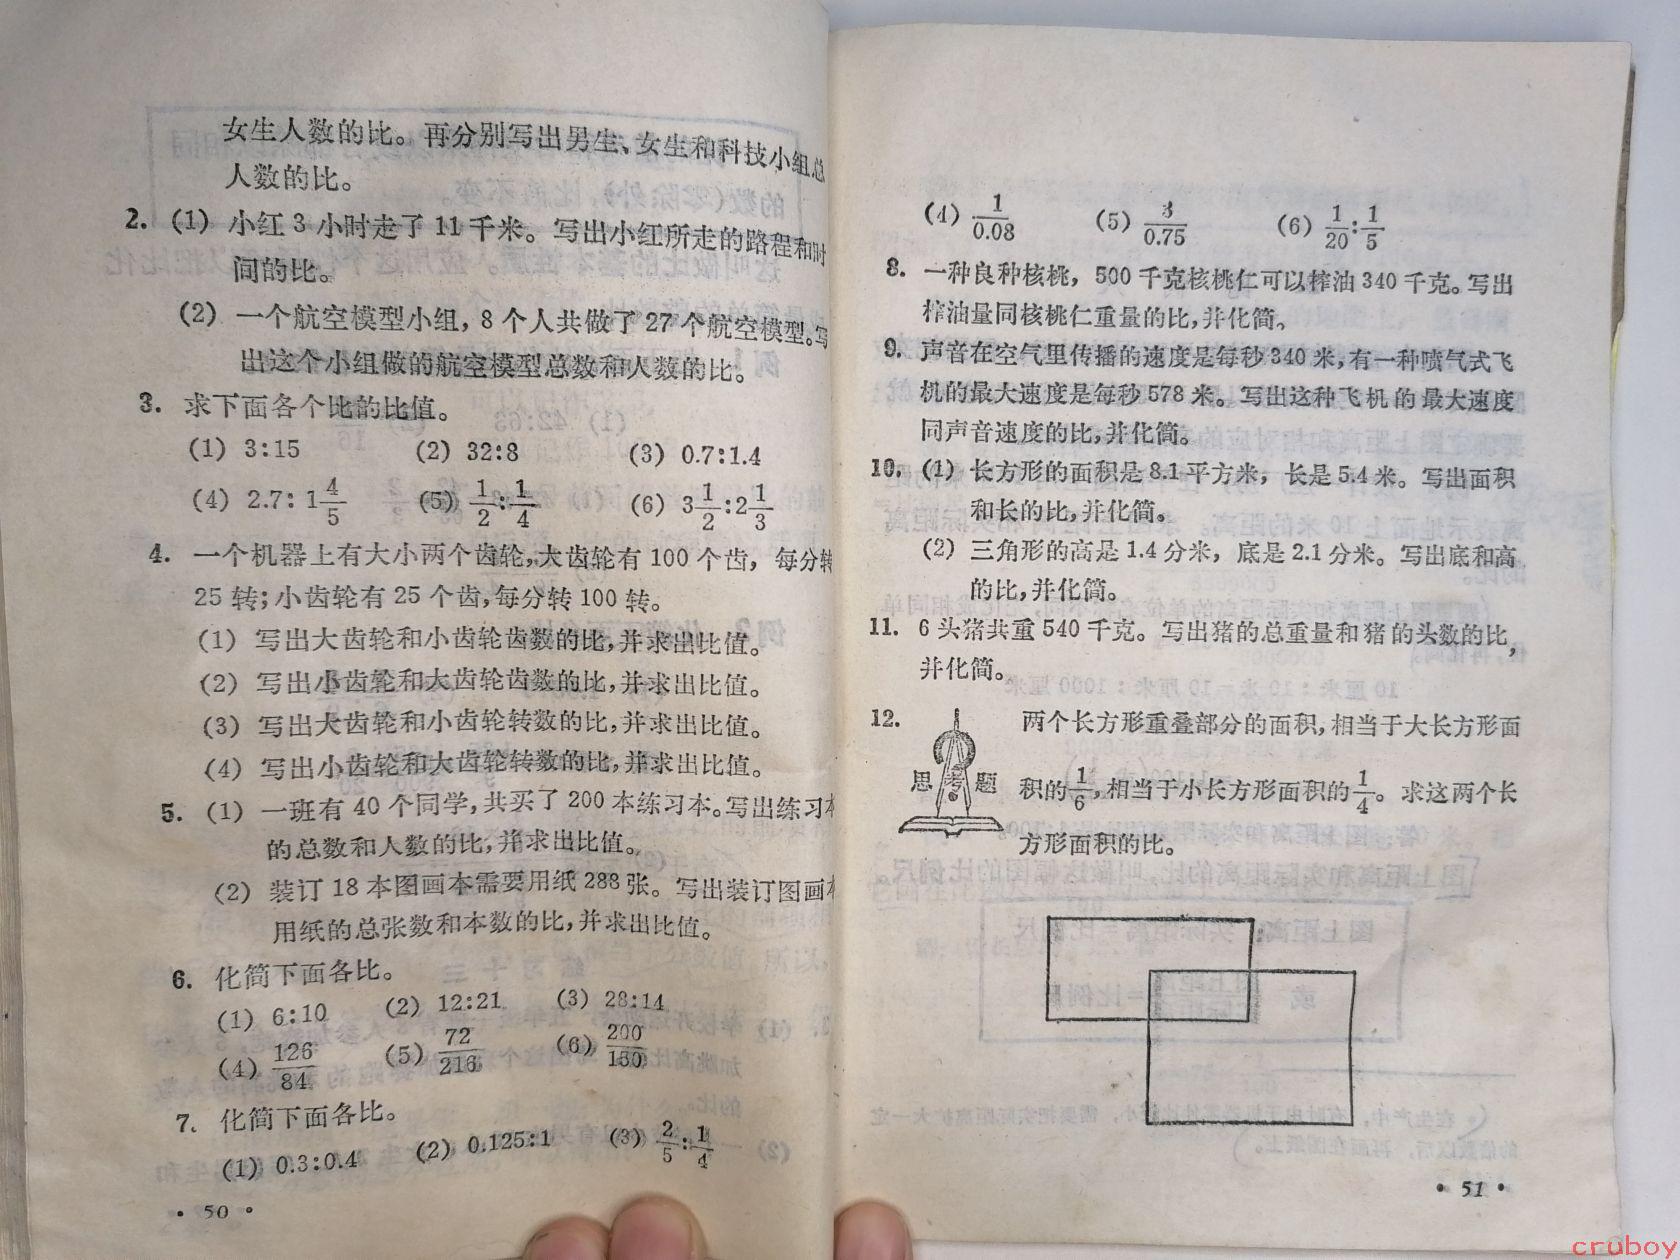 女生人数的比。再分别写出男生、女生和科技小组总
人数的比。
2. (1) 小红 3 小时走了 11 千米。写出小红所走的路程和时
间的比。
(2) 一个航空模型小组，8 个人共做了 27 个航空模型。写
出这个小组做的航空模型总数和人数的比。
3. 求下面各个比的比值。
(1) 3:15 (2) 32:8 (3) 0.7:1.4
(4) 2.7:1 4/5 (5) 1/2:1/4 (6) 3 1/2:2 1/3
4. 一个机器上有大小两个齿轮，大齿轮有 100 个齿，每分转
25 转；小齿轮有 25 个齿，每分转 100 转。
(1) 写出大齿轮和小齿轮齿数的比，并求出比值。
(2) 写出小齿轮和大齿轮齿数的比，并求出比值。
(3) 写出大齿轮和小齿轮转数的比，并求出比值。
(4) 写出小齿轮和大齿轮转数的比，并求出比值。
5. (1) 一班有 40 个同学，共买了 200 本练习本。写出练习本
的总数和人数的比，并求出比值。
(2) 装订 18 本图画本需要用纸 288 张。写出装订图画本
用纸的总张数和本数的比，并求出比值。
6. 化简下面各比。
(1) 6:10 (2) 12:21 (3) 28:14
(4) 126/84 (5) 72/216 (6) 200/150
7. 化简下面各比。
(1) 0.3:0.4 (2) 0.125:1 (3) 2/5:1/4
• 50 •
(4) 1/0.08 (5) 3/0.75 (6) 1/20:1/5
8. 一种良种核桃，500 千克核桃仁可以榨油 340 千克。写出
榨油量同核桃仁重量的比，并化简。
9. 声音在空气里传播的速度是每秒 340 米，有一种喷气式飞
机的最大速度是每秒 578 米。写出这种飞机的最大速度
同声音速度的比，并化简。
10. (1) 长方形的面积是 8.1 平方米，长是 5.4 米。写出面积
和长的比，并化简。
(2) 三角形的高是 1.4 分米，底是 2.1 分米。写出底和高
的比，并化简。
11. 6 头猪共重 540 千克。写出猪的总重量和猪的头数的比，
并化简。
12. 思考题 两个长方形重叠部分的面积，相当于大长方形面
积的 1/6，相当于小长方形面积的 1/4。求这两个长
方形面积的比。
• 51 •
cruboy